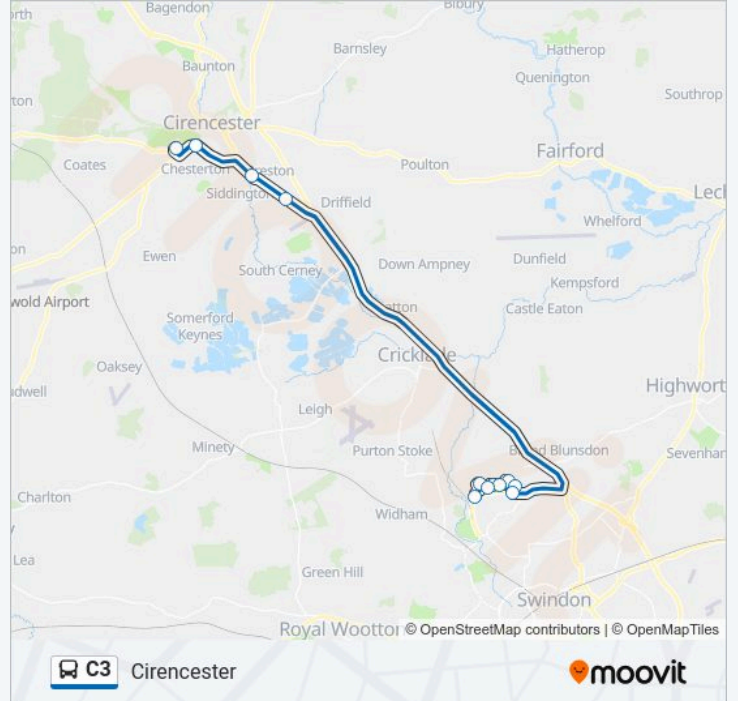 Bagendon
Bibury
Barnsley
Hatherop
Baunton
Quenington
Southrop
Cirencester
Fairford
Coates
Chesterton
Poulton
Siddington
Driffield
Whelford
Ewen
South Cerney
Down Ampney
Dunfield
Kempsford
wold Airport
Castle Eaton
Somerford
Keynes
Oaksey
Highwort
Leigh
Minety
Purton Stoke
Sevenhar
Charlton
Widham
Lea
Green Hill
Swindon
Royal Wootto
© OpenStreetMap contributors | © OpenMapTiles
C3 Cirencester
moovit